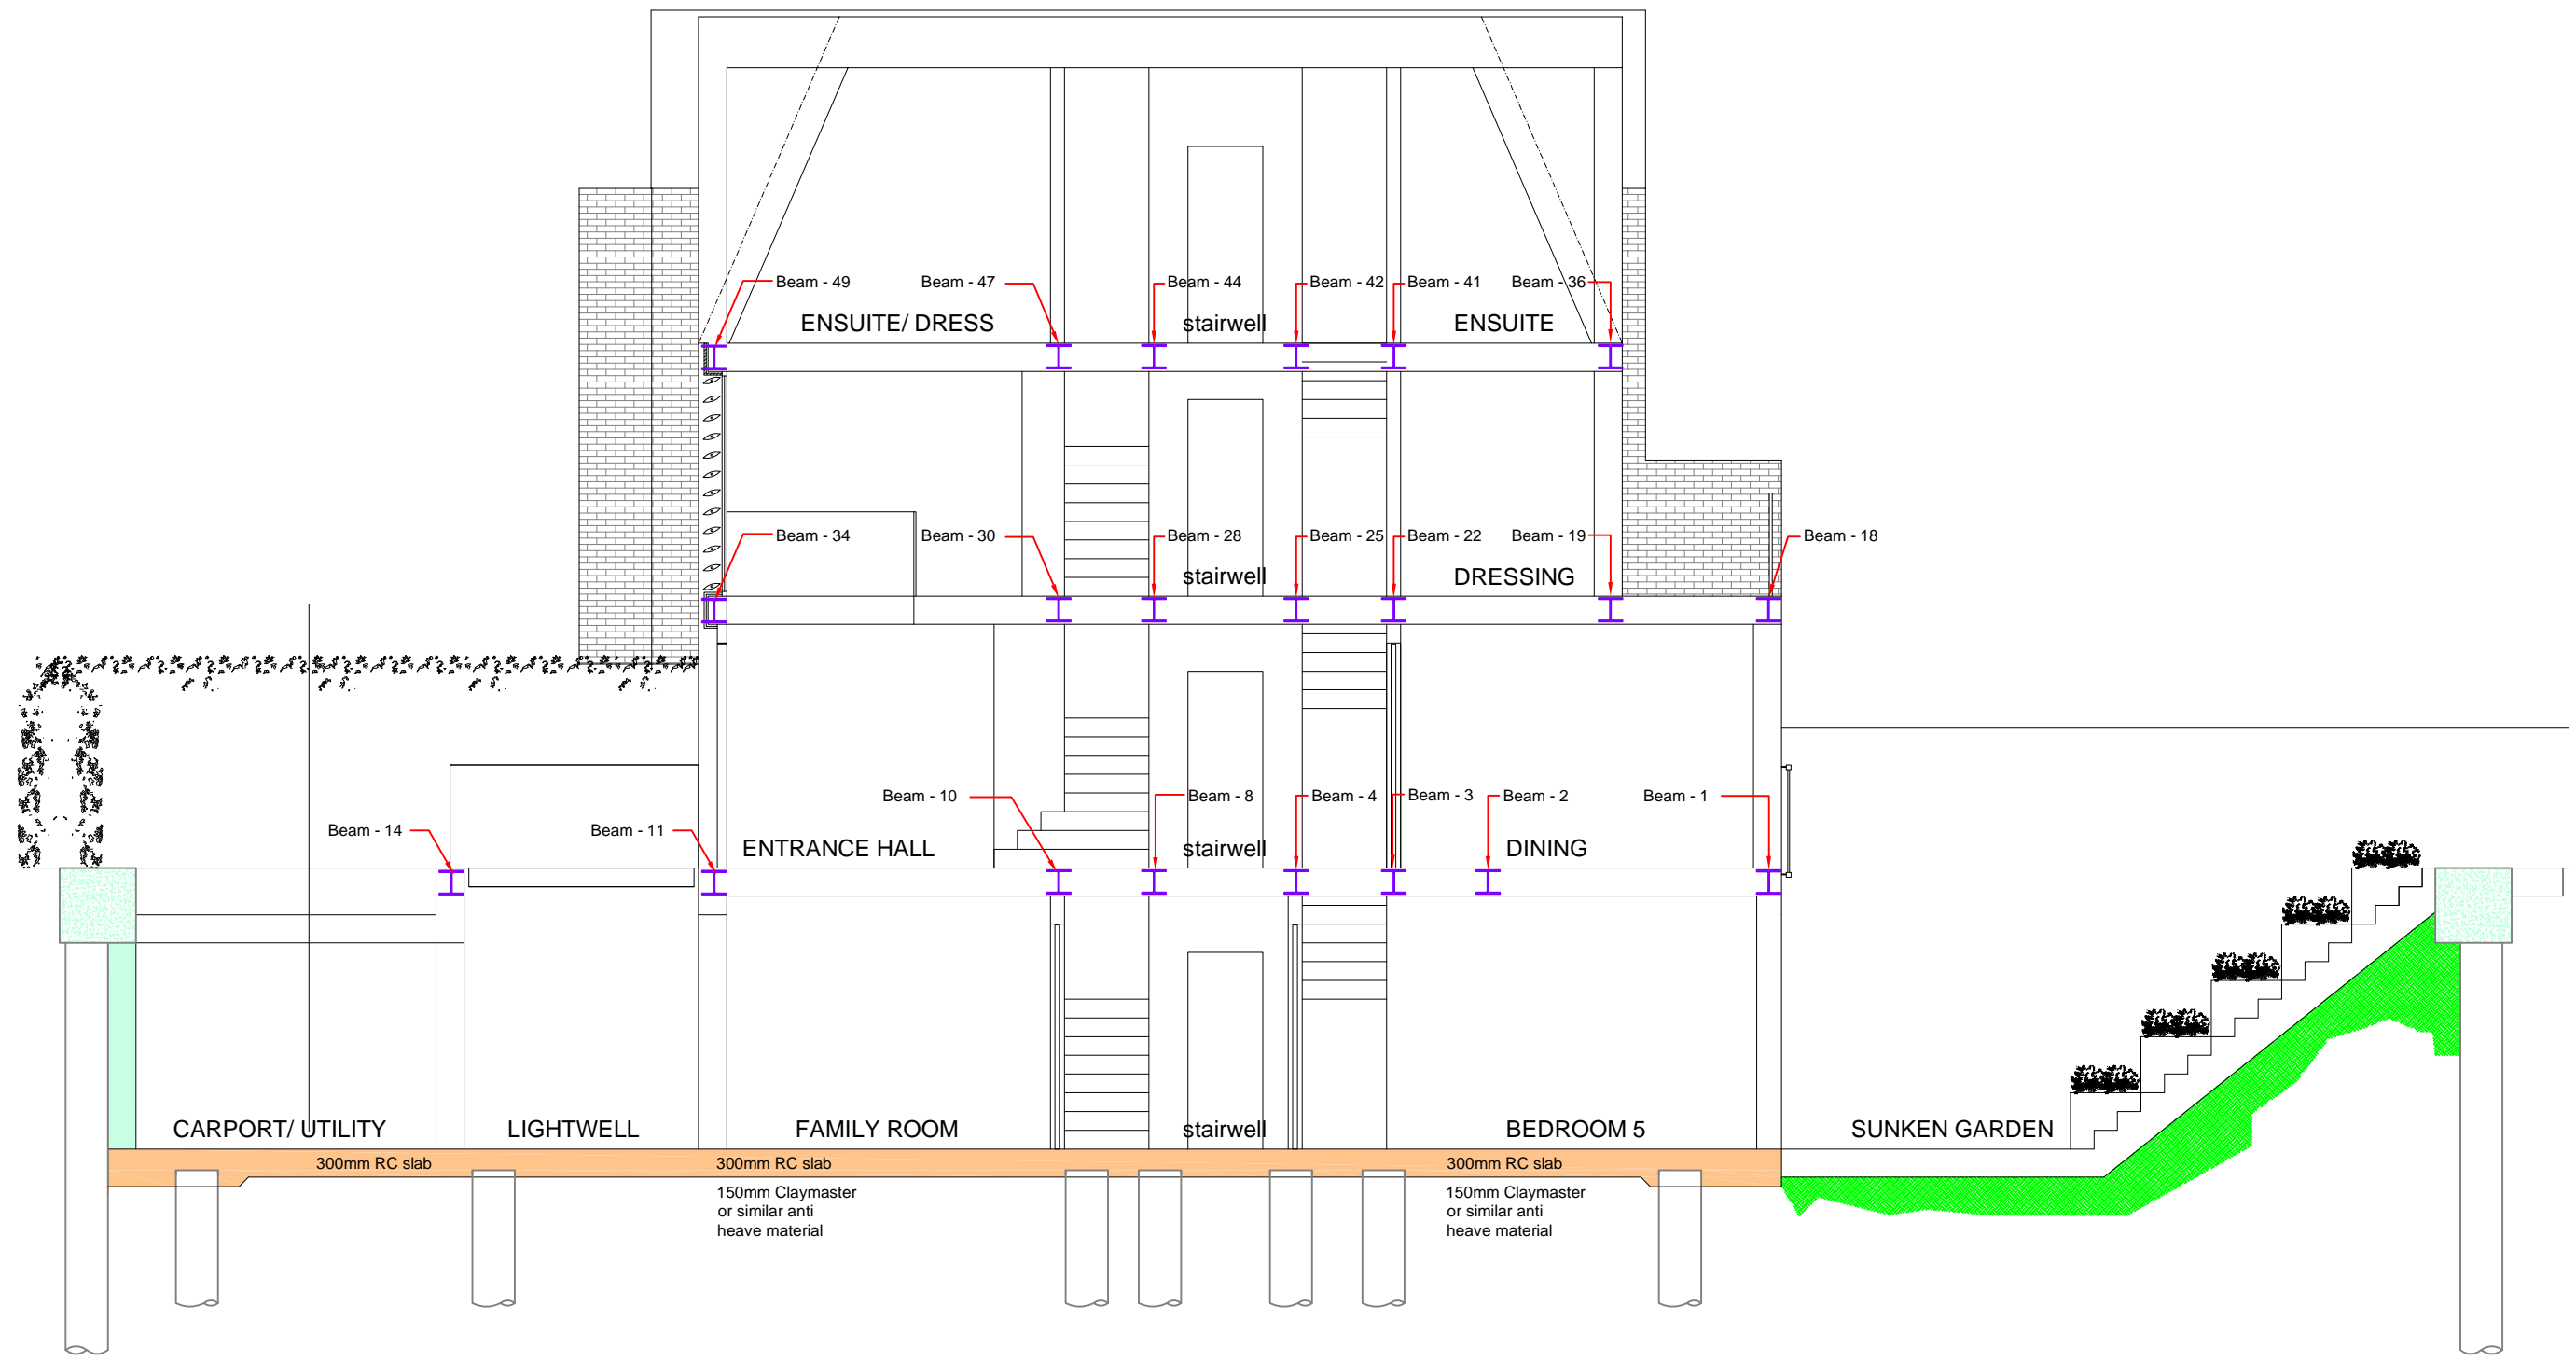 Beam - 49
Beam - 47
Beam - 44
Beam - 42
Beam - 41
Beam - 36
ENSUITE/ DRESS
stairwell
ENSUITE
Beam - 34
Beam - 30
Beam - 28
Beam - 25
Beam - 22
Beam - 19
Beam - 18
stairwell
DRESSING
Beam - 14
Beam - 11
Beam - 10
Beam - 8
Beam - 4
Beam - 3
Beam - 2
Beam - 1
ENTRANCE HALL
stairwell
DINING
CARPORT/ UTILITY
LIGHTWELL
FAMILY ROOM
stairwell
BEDROOM 5
SUNKEN GARDEN
300mm RC slab
300mm RC slab
300mm RC slab
150mm Claymaster
or similar anti
heave material
150mm Claymaster
or similar anti
heave material